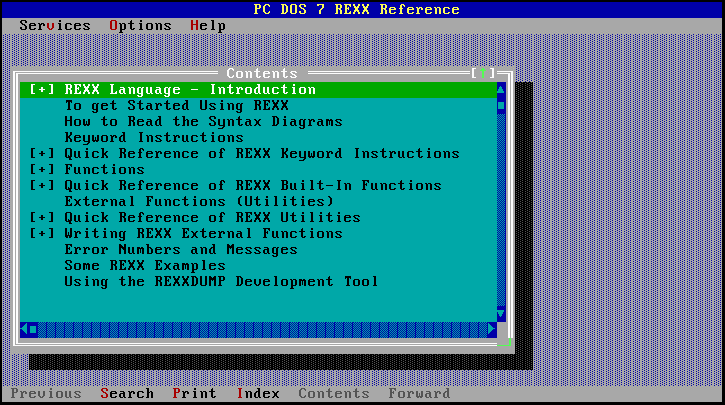 PC DOS 7 REXX Reference
Services Options Help
Contents [↑]
[+] REXX Language - Introduction
To get Started Using REXX
How to Read the Syntax Diagrams
Keyword Instructions
[+] Quick Reference of REXX Keyword Instructions
[+] Functions
[+] Quick Reference of REXX Built-In Functions
External Functions (Utilities)
[+] Quick Reference of REXX Utilities
[+] Writing REXX External Functions
Error Numbers and Messages
Some REXX Examples
Using the REXXDUMP Development Tool
Previous Search Print Index Contents Forward